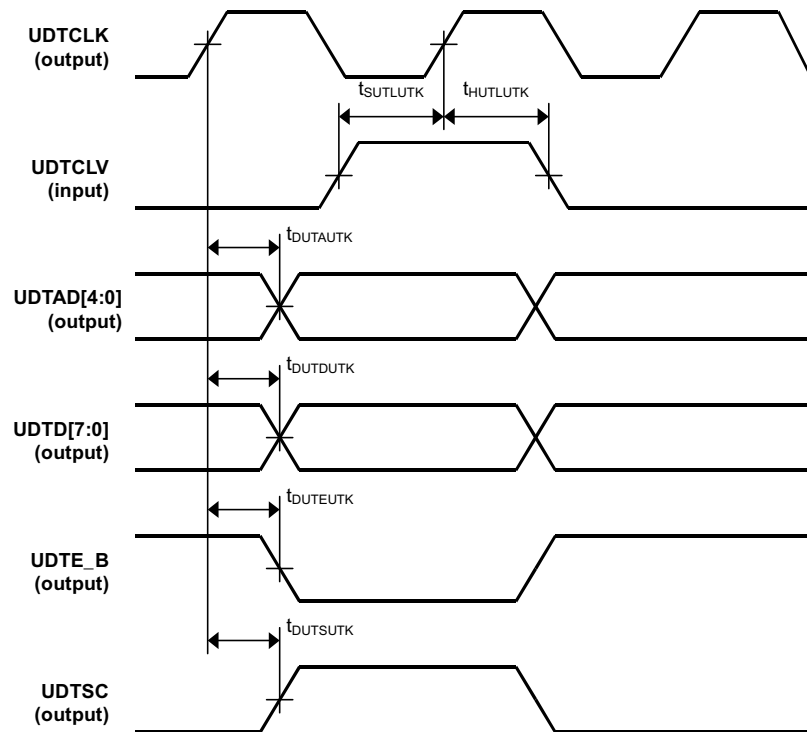 UDTCLK
(output)
tSUTLUTK
tHUTLUTK
UDTCLV
(input)
tDUTAUTK
UDTAD[4:0]
(output)
tDUTDUTK
UDTD[7:0]
(output)
tDUTEUTK
UDTE_B
(output)
tDUTSUTK
UDTSC
(output)